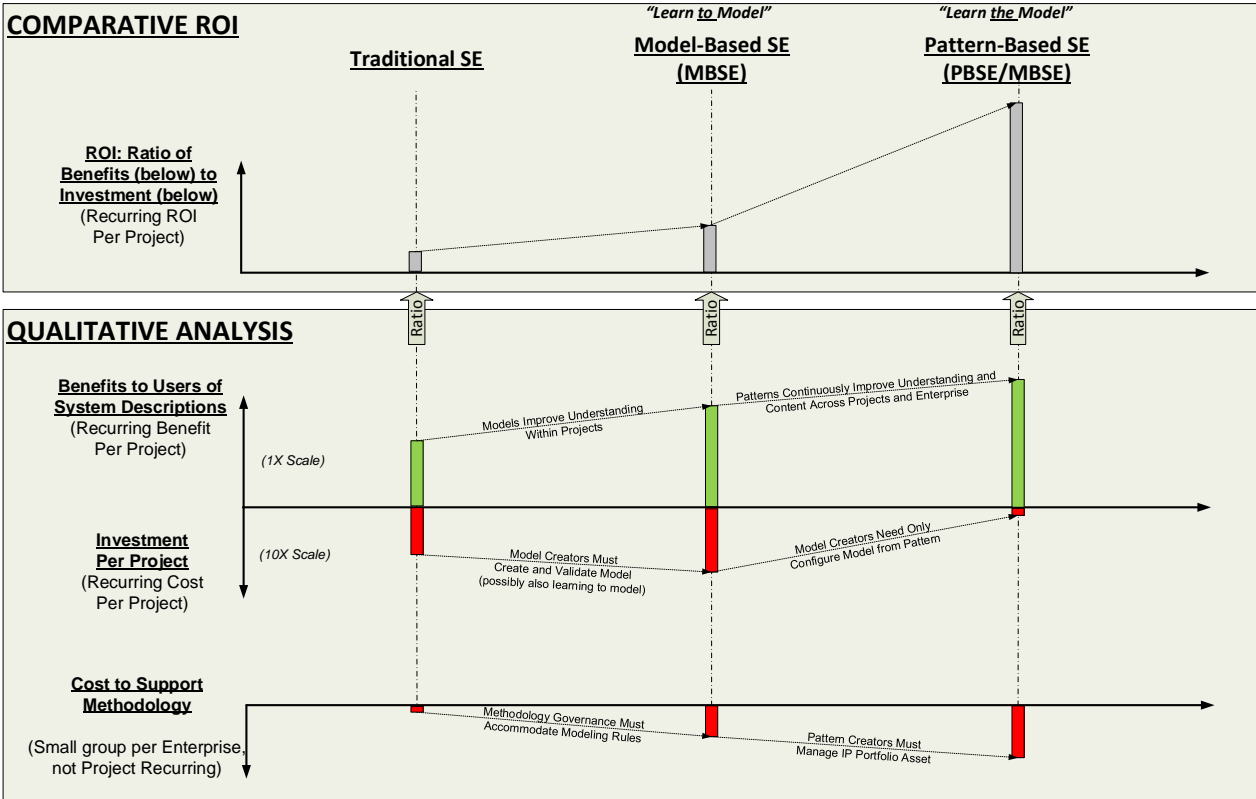 COMPARATIVE ROI
“Learn to Model”
“Learn the Model”
Traditional SE
Model-Based SE
(MBSE)
Pattern-Based SE
(PBSE/MBSE)
ROI: Ratio of
Benefits (below) to
Investment (below)
(Recurring ROI
Per Project)
Ratio
Ratio
Ratio
QUALITATIVE ANALYSIS
Benefits to Users of
System Descriptions
(Recurring Benefit
Per Project)
(1X Scale)
Models Improve Understanding
Within Projects
Patterns Continuously Improve Understanding and
Content Across Projects and Enterprise
Investment
Per Project
(Recurring Cost
Per Project)
(10X Scale)
Model Creators Must
Create and Validate Model
(possibly also learning to model)
Model Creators Need Only
Configure Model from Pattern
Cost to Support
Methodology
(Small group per Enterprise,
not Project Recurring)
Methodology Governance Must
Accommodate Modeling Rules
Pattern Creators Must
Manage IP Portfolio Asset